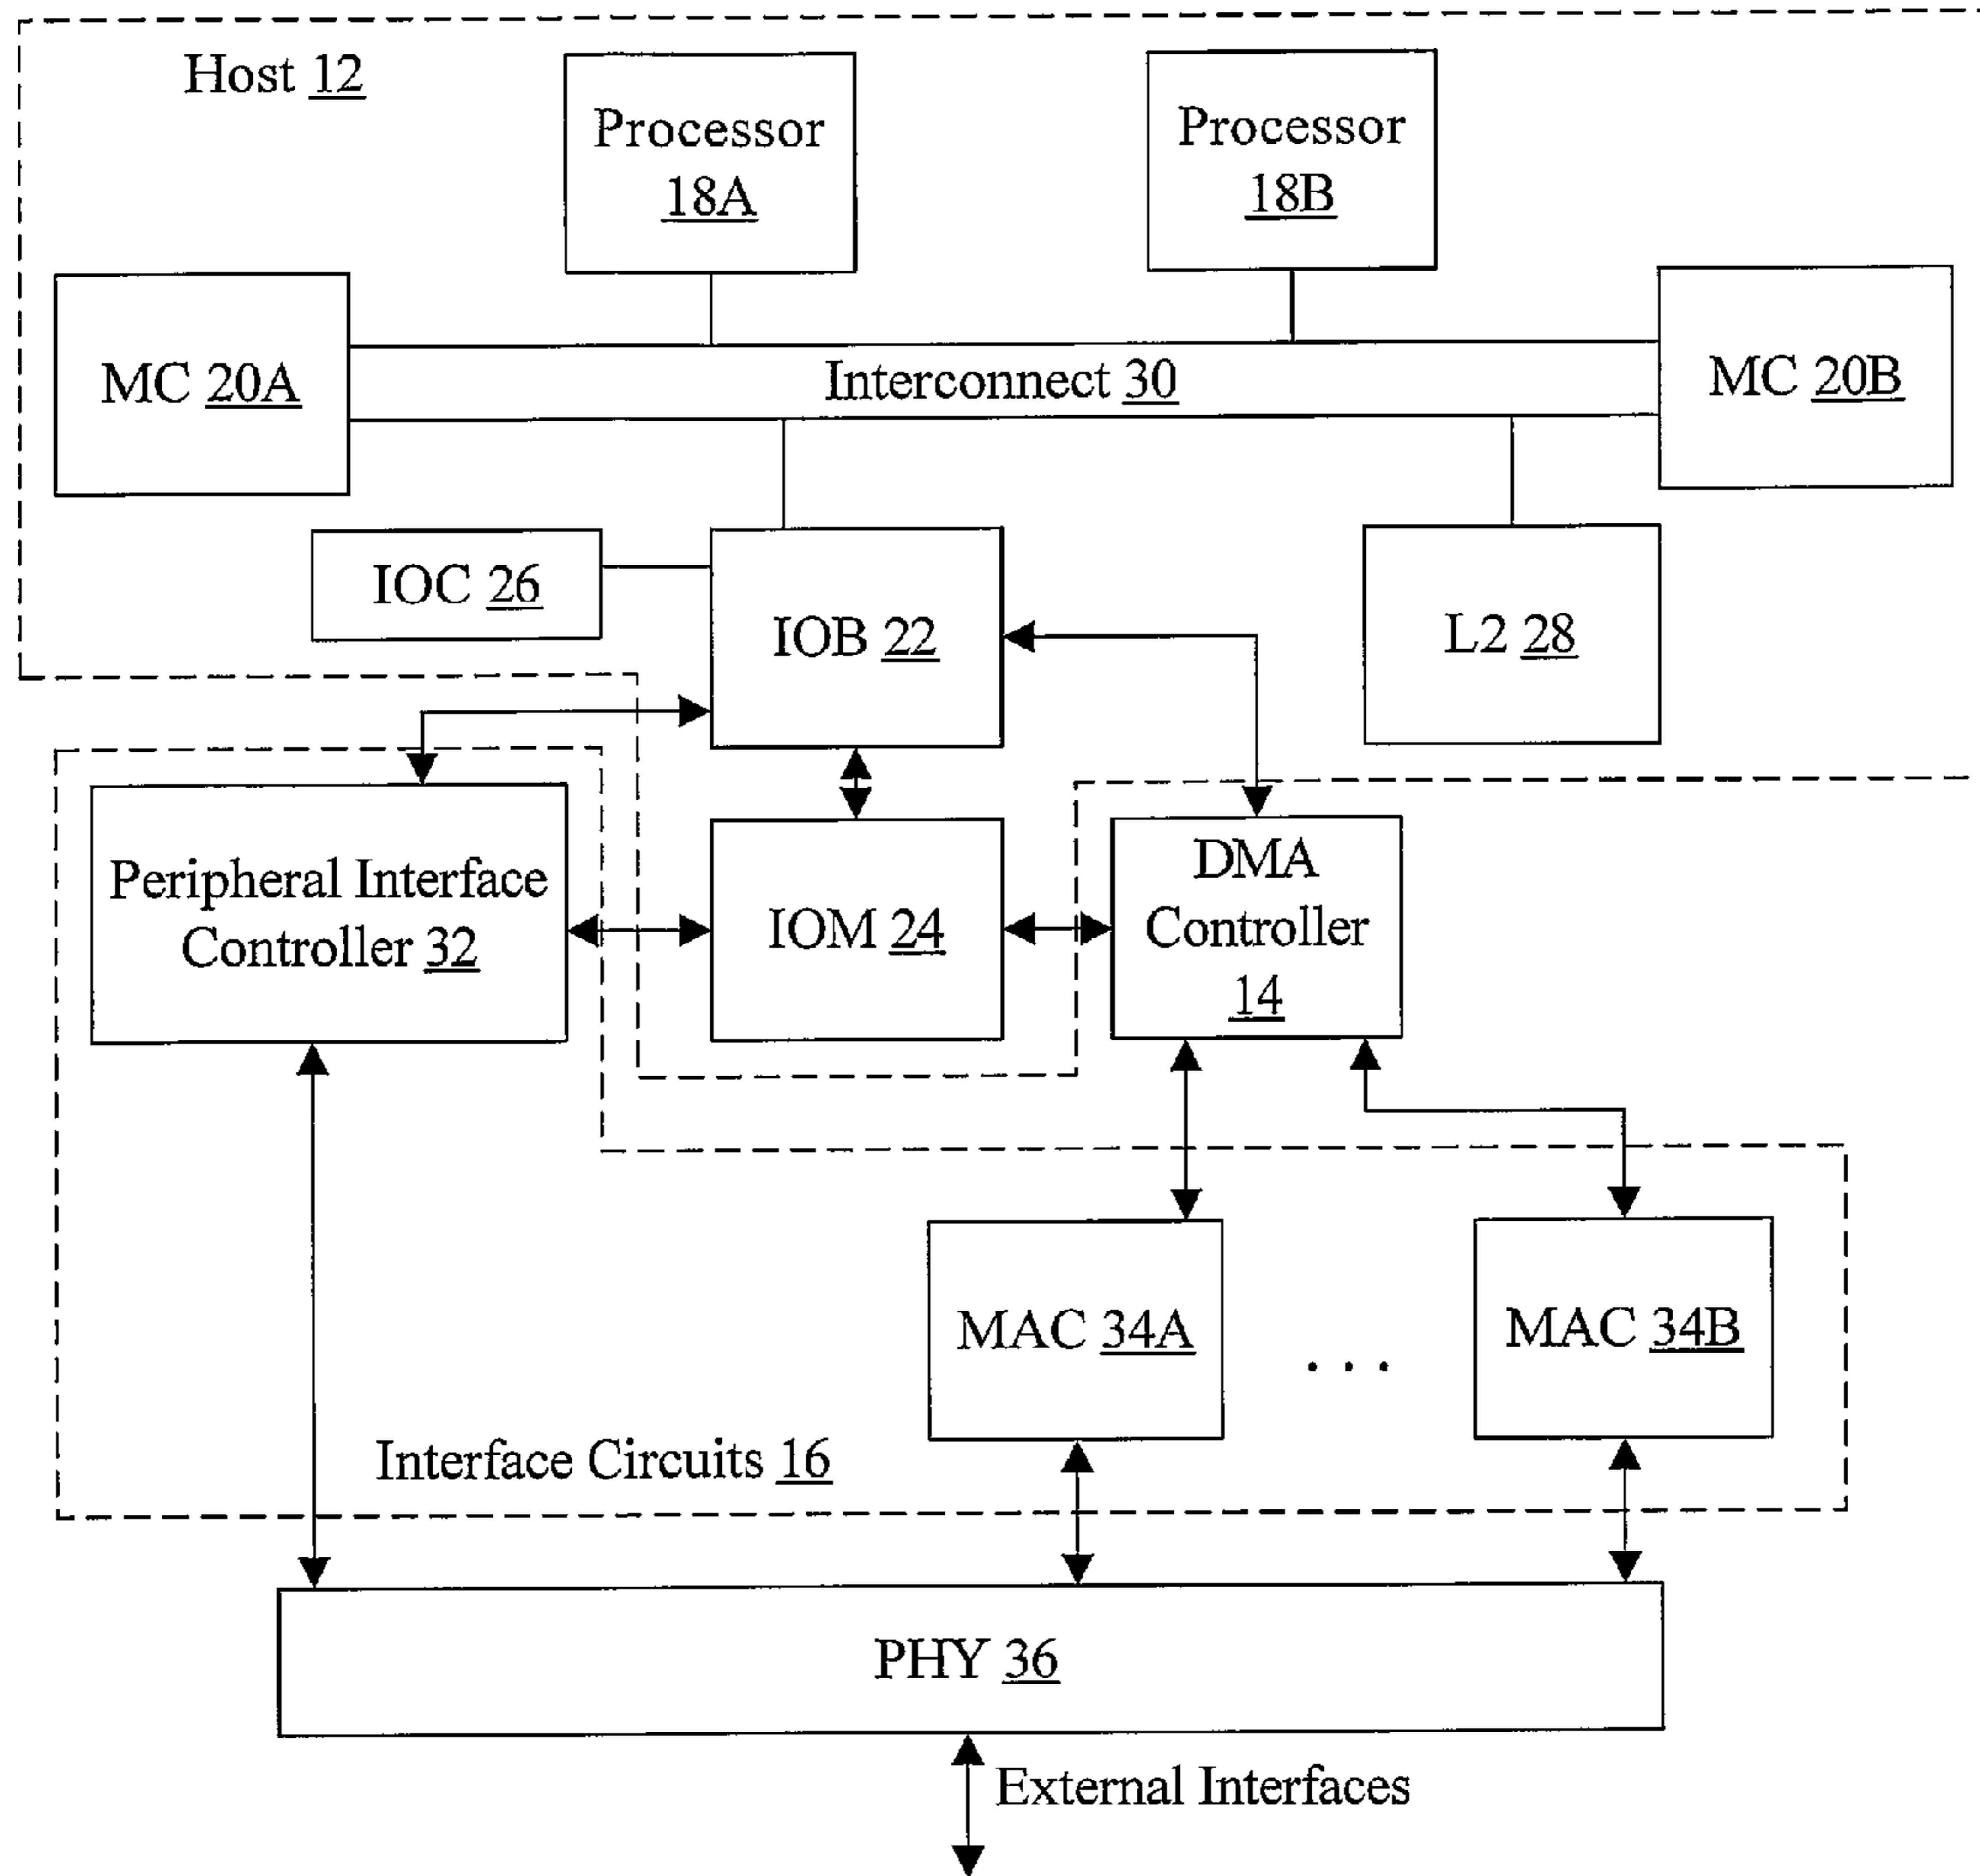 Host 12
Processor
18A
Processor
18B
MC 20A
Interconnect 30
MC 20B
IOC 26
IOB 22
L2 28
Peripheral Interface
Controller 32
IOM 24
DMA
Controller
14
MAC 34A
. . .
MAC 34B
Interface Circuits 16
PHY 36
External Interfaces